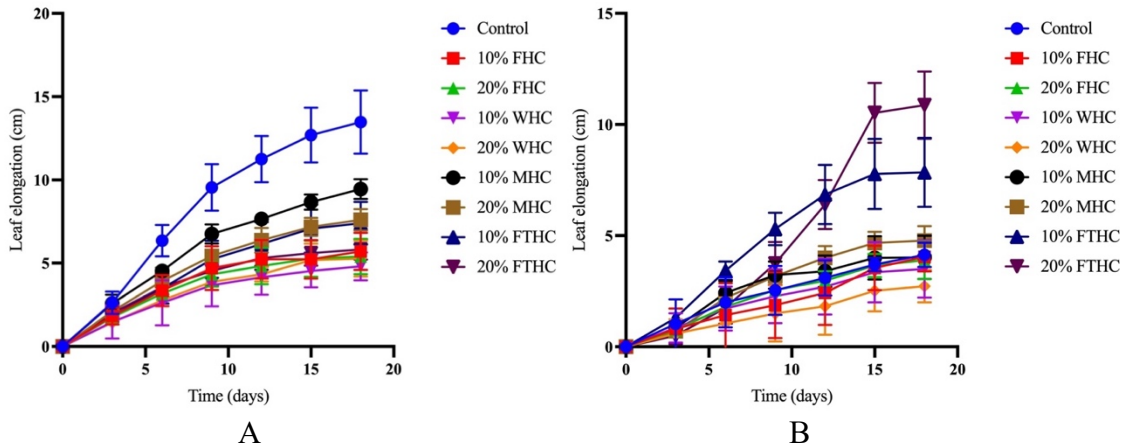 20
15
10
5
0
0
5
10
15
20
Leaf elongation (cm)
Time (days)
Control
10% FHC
20% FHC
10% WHC
20% WHC
10% MHC
20% MHC
10% FTHC
20% FTHC
A
15
10
5
0
0
5
10
15
20
Leaf elongation (cm)
Time (days)
Control
10% FHC
20% FHC
10% WHC
20% WHC
10% MHC
20% MHC
10% FTHC
20% FTHC
B